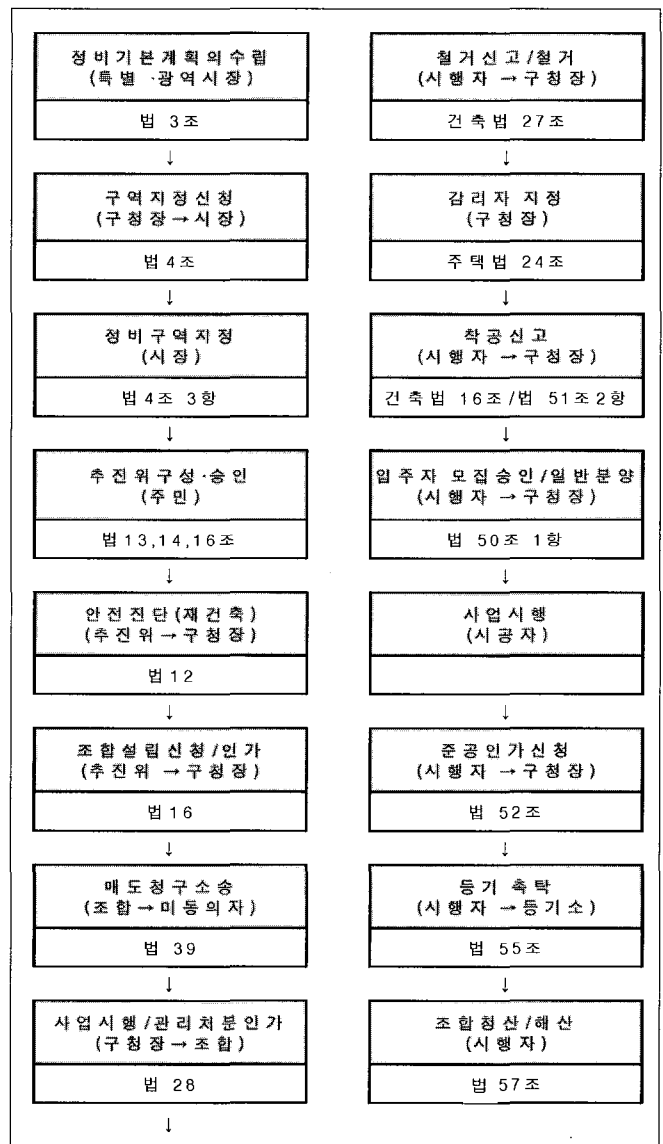 정비기본계획의수립
(특별·광역시장)
법 3조
↓
구역지정신청
(구청장→시장)
법4조
↓
정비구역지정
(시장)
법4조 3항
↓
추진위구성·승인
(주민)
법13,14,16조
↓
안전진단(재건축)
(추진위→구청장)
법12
↓
조합설립신청/인가
(추진위→구청장)
법16
↓
매도청구소송
(조합→미동의자)
법 39
↓
사업시행/관리처분인가
(구청장→조합)
법 28
↓
철거신고/철거
(시행자→구청장)
건축법 27조
↓
감리자 지정
(구청장)
주택법 24조
↓
착공신고
(시행자→구청장)
건축법 16조/법 51조2항
↓
입주자 모집승인/일반분양
(시행자→구청장)
법 50조 1항
↓
사업시행
(시공자)
↓
준공인가신청
(시행자→구청장)
법 52조
↓
등기 촉탁
(시행자→등기소)
법 55조
↓
조합청산/해산
(시행자)
법 57조